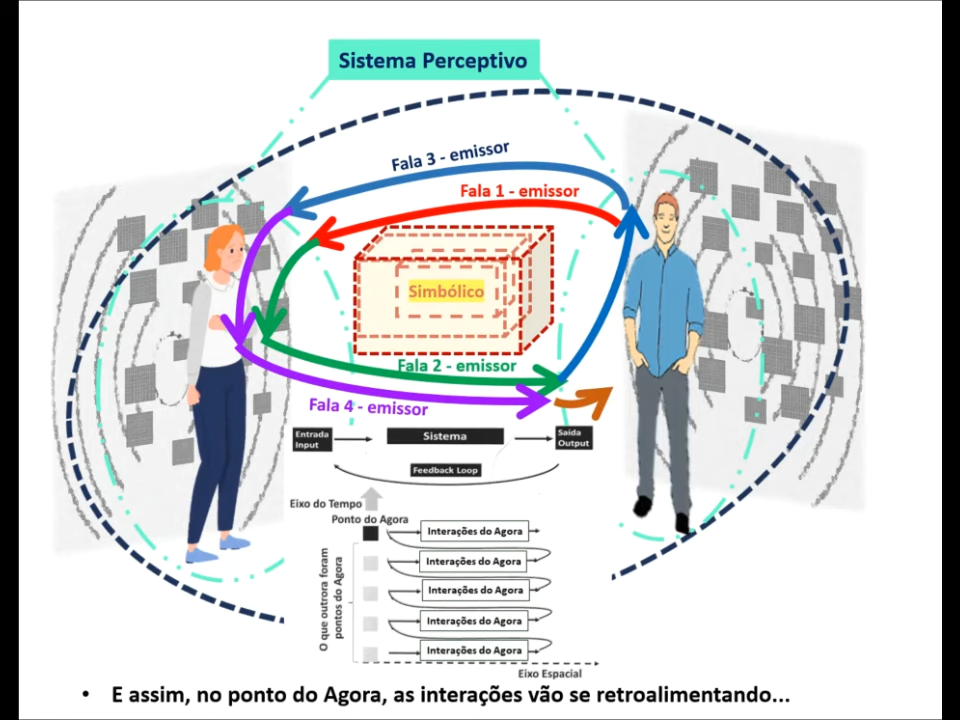 Sistema Perceptivo
Fala 3 - emissor
Fala 1 - emissor
Simbólico
Fala 2 - emissor
Fala 4 - emissor
Entrada
Input
Sistema
Saída
Output
Feedback Loop
Eixo do Tempo
Ponto do Agora
Interações do Agora
Interações do Agora
Interações do Agora
Interações do Agora
Interações do Agora
O que outrora foram
pontos do Agora
Eixo Espacial
• E assim, no ponto do Agora, as interações vão se retroalimentando...